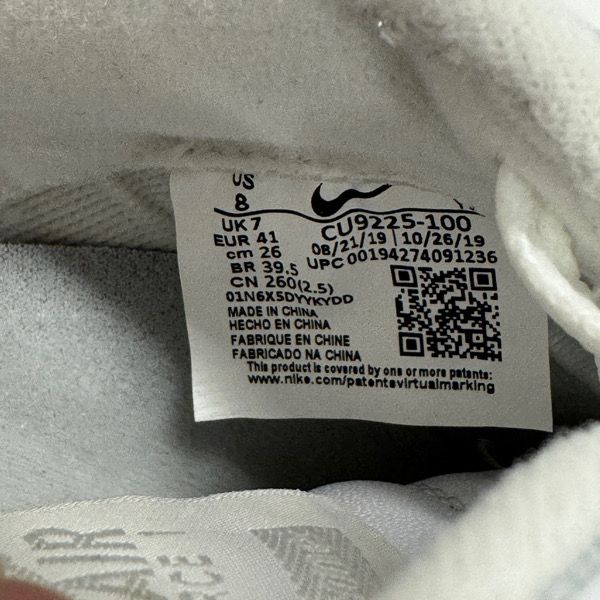 US
8
UK 7
EUR 41
cm 26
BR 39.5
CN 260(2.5)
01N6X5DYYKYDD
CU9225-100
08/21/19 | 10/26/19
UPC 00194274091236
MADE IN CHINA
HECHO EN CHINA
FABRIQUE EN CHINE
FABRICADO NA CHINA
This product is covered by one or more patents:
www.nike.com/patentsvirtualmarking